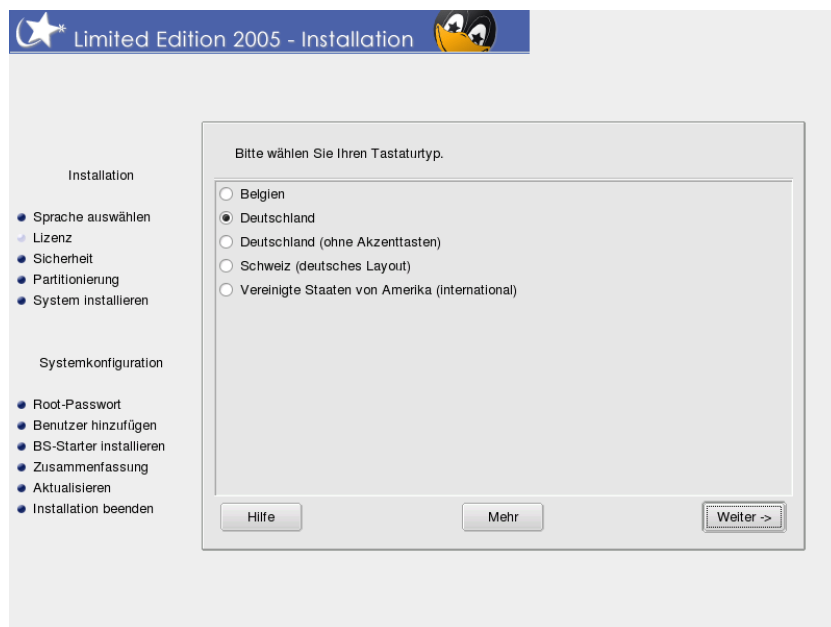 Limited Edition 2005 - Installation
Installation
Sprache auswählen
Lizenz
Sicherheit
Partitionierung
System installieren
Systemkonfiguration
Root-Passwort
Benutzer hinzufügen
BS-Starter installieren
Zusammenfassung
Aktualisieren
Installation beenden
Bitte wählen Sie Ihren Tastaturtyp.
Belgien
Deutschland
Deutschland (ohne Akzenttasten)
Schweiz (deutsches Layout)
Vereinigte Staaten von Amerika (international)
Hilfe
Mehr
Weiter ->